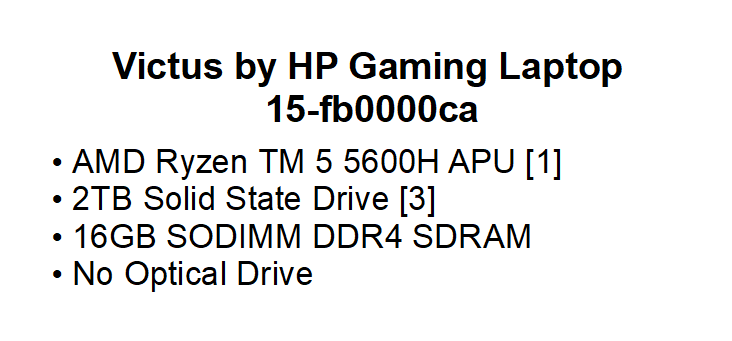 Victus by HP Gaming Laptop
15-fb0000ca
• AMD Ryzen TM 5 5600H APU [1]
• 2TB Solid State Drive [3]
• 16GB SODIMM DDR4 SDRAM
• No Optical Drive